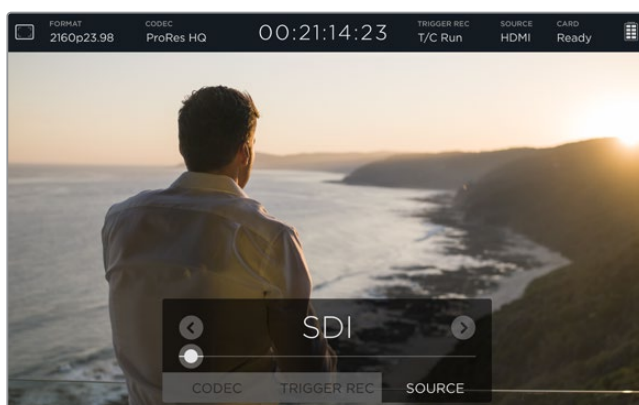 FORMAT
2160p23.98
CODEC
ProRes HQ
00:21:14:23
TRIGGER REC
T/C Run
SOURCE
HDMI
CARD
Ready
SDI
CODEC TRIGGER REC SOURCE